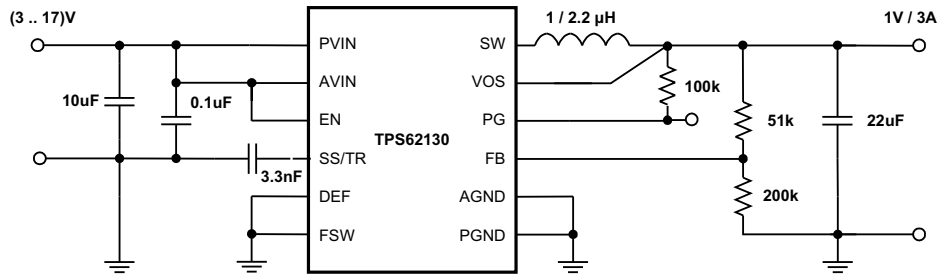 (3 .. 17)V
1 / 2.2 µH
1V / 3A
PVIN
SW
AVIN
VOS
10uF
0.1uF
100k
EN
PG
51k
22uF
TPS62130
SS/TR
FB
3.3nF
DEF
AGND
200k
FSW
PGND